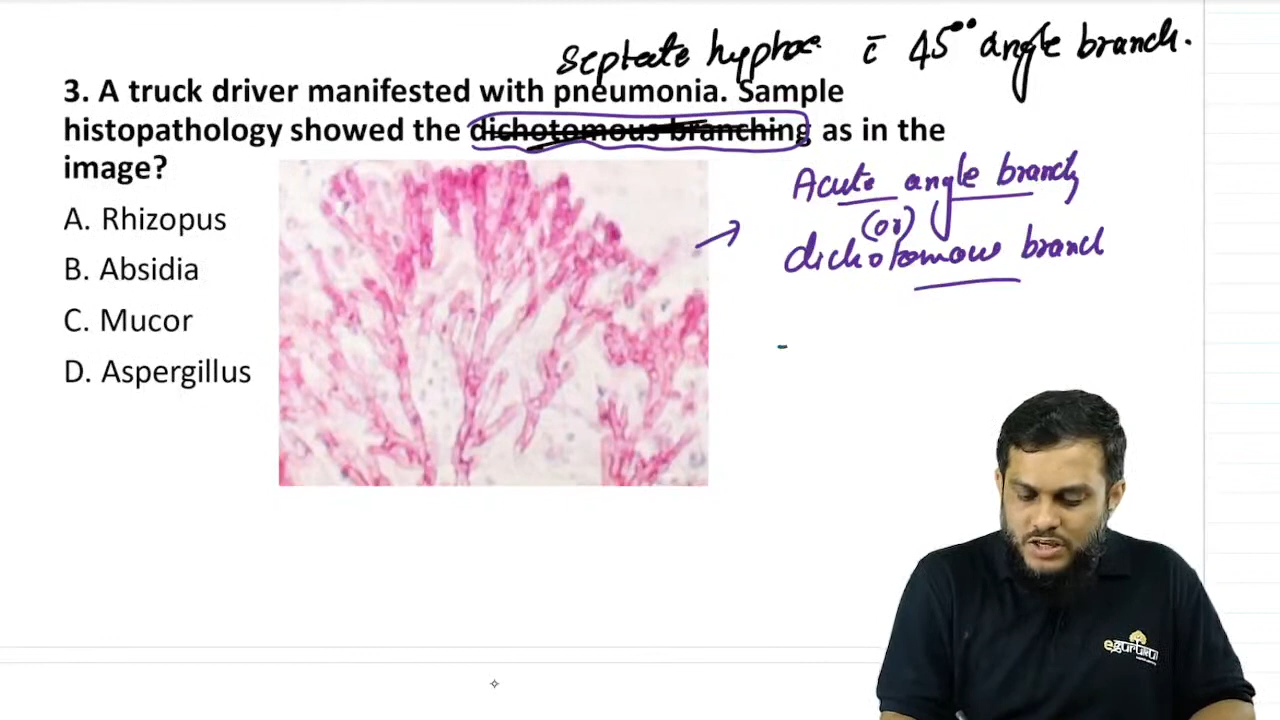 septate hyphae c̄ 45°° angle branch.
3. A truck driver manifested with pneumonia. Sample
histopathology showed the dichotomous branching as in the
image?
A. Rhizopus
B. Absidia
C. Mucor
D. Aspergillus
Acute angle branch
(or)
dichotomous branch
egurukul